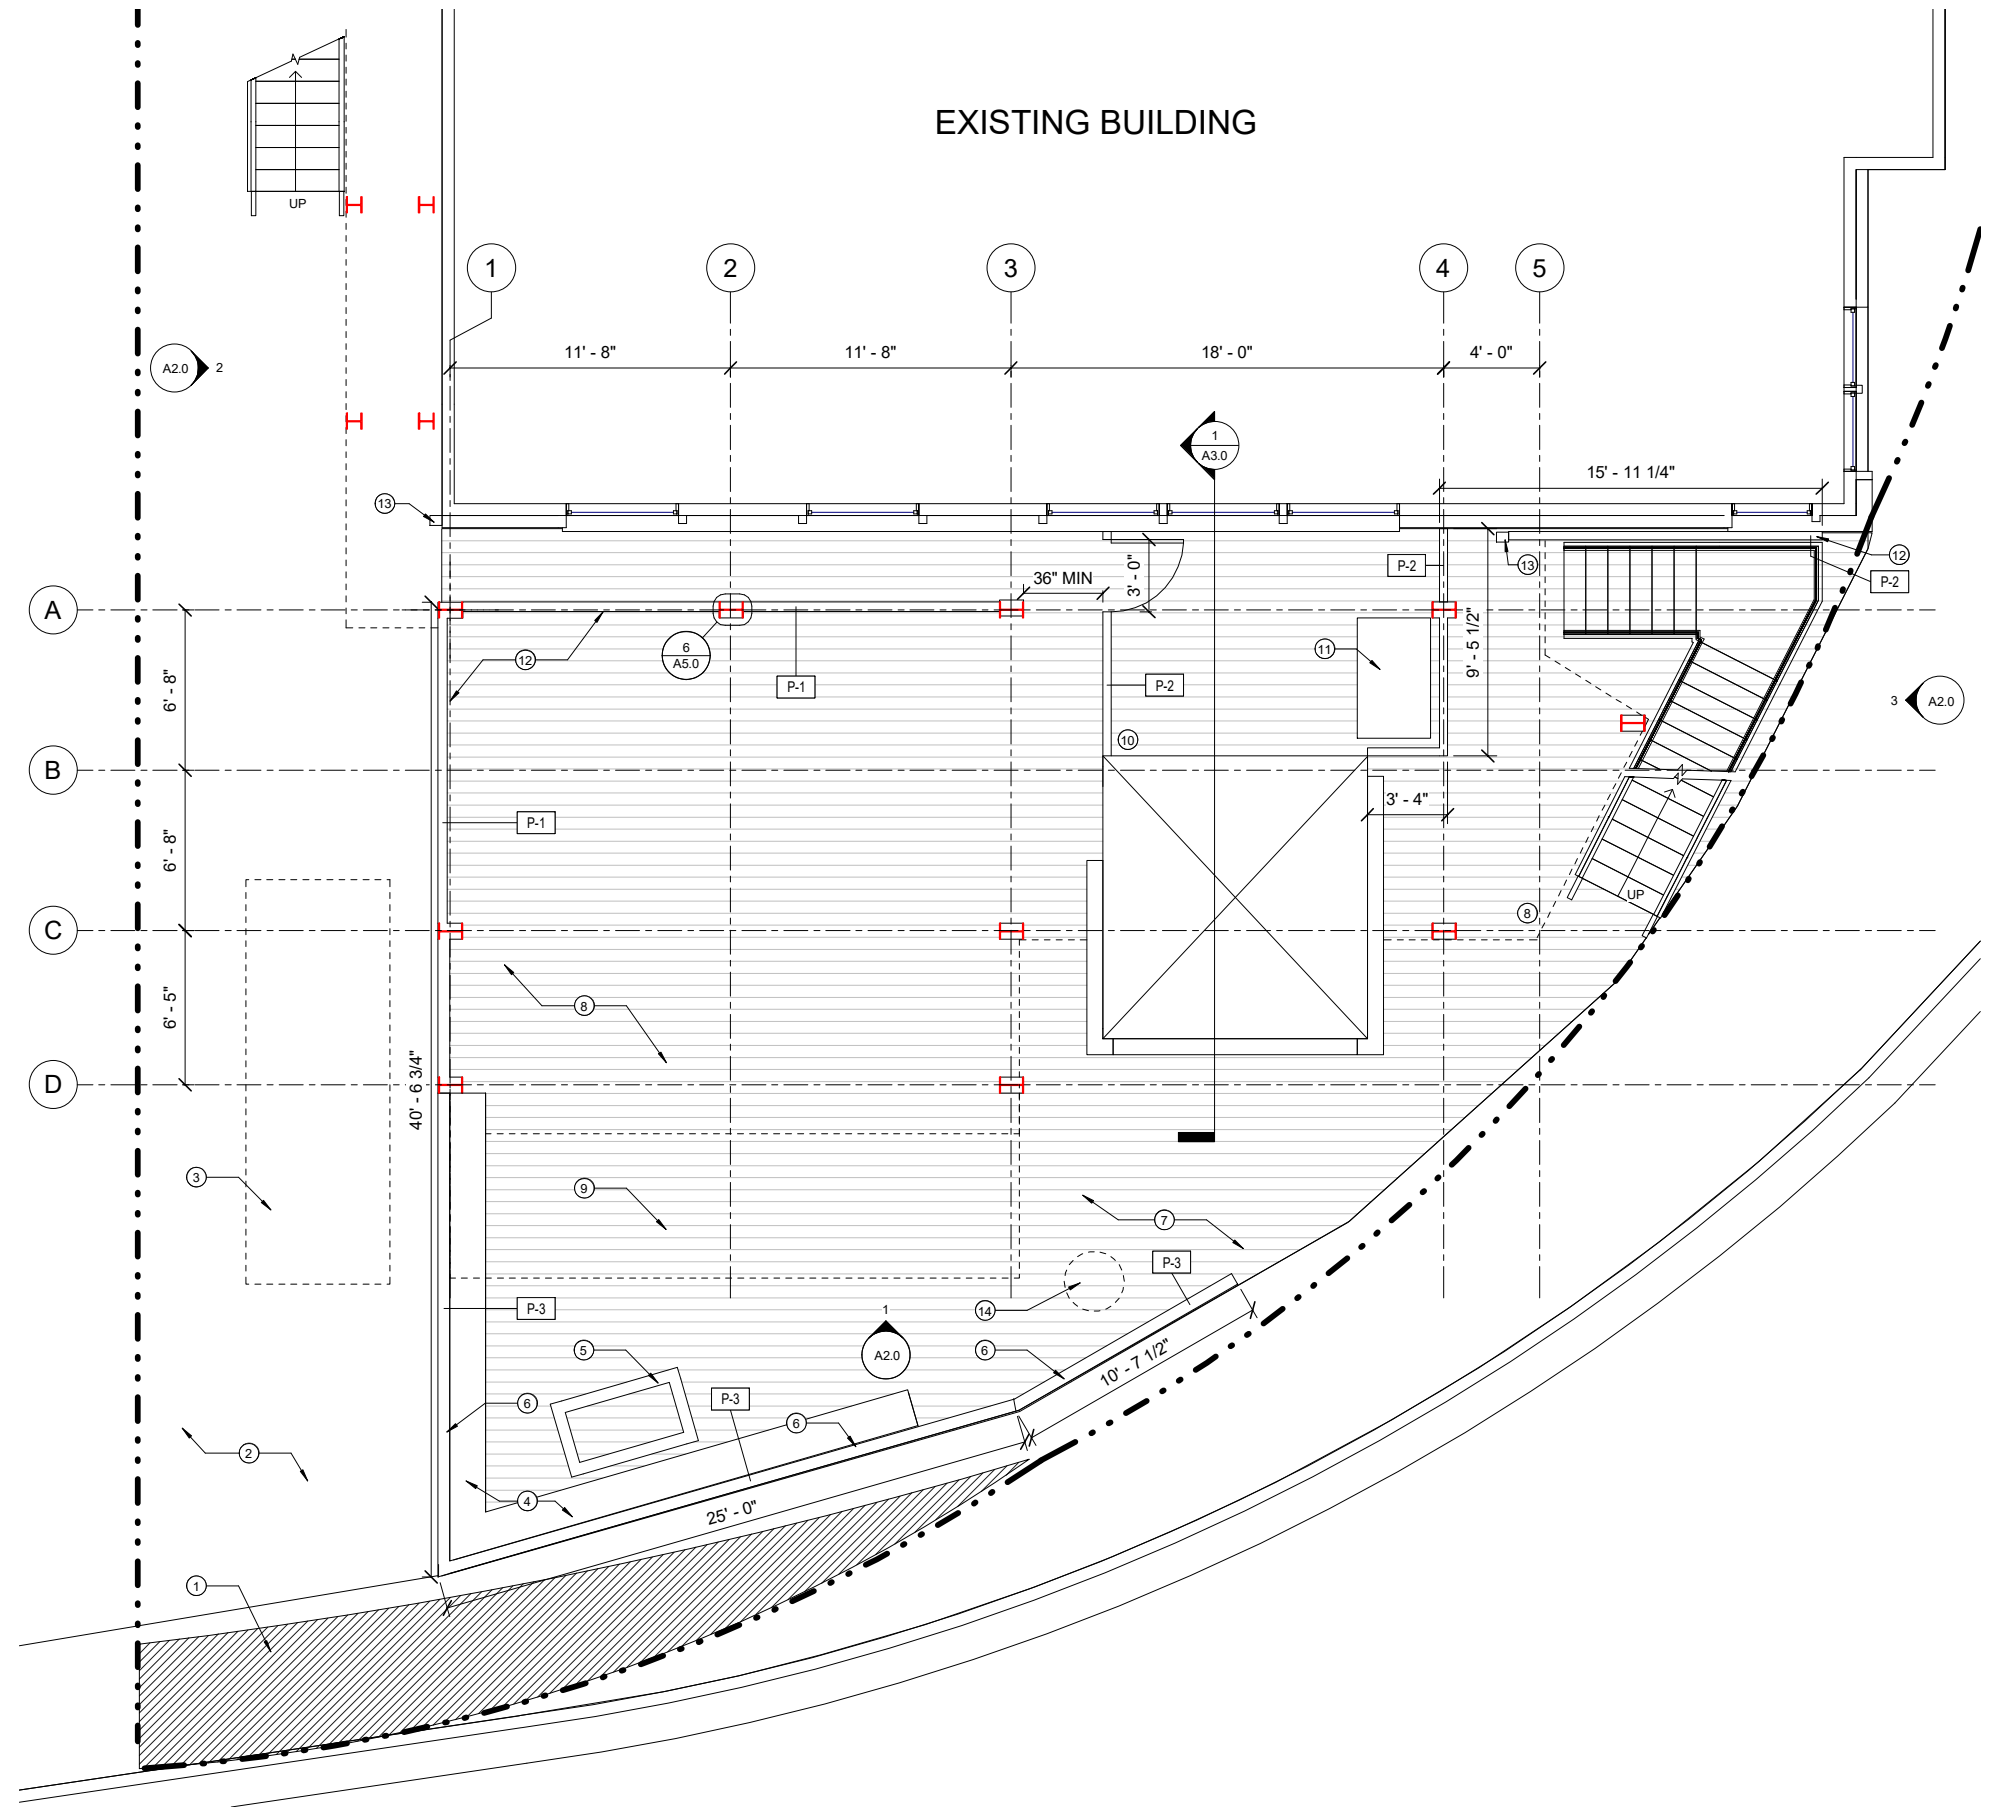 EXISTING BUILDING
UP
1
2
3
4
5
11' - 8"
11' - 8"
18' - 0"
4' - 0"
A2.0
2
1
A3.0
15' - 11 1/4"
13
12
13
P-2
P-2
36" MIN
3' - 0"
A
6
A5.0
12
P-1
11
9' - 5 1/2"
6' - 8"
P-2
3
A2.0
10
B
3' - 4"
P-1
6' - 8"
UP
8
C
8
6' - 5"
40' - 6 3/4"
D
3
9
7
P-3
14
P-3
1
A2.0
5
6
10' - 7 1/2"
P-3
6
6
2
4
25' - 0"
1